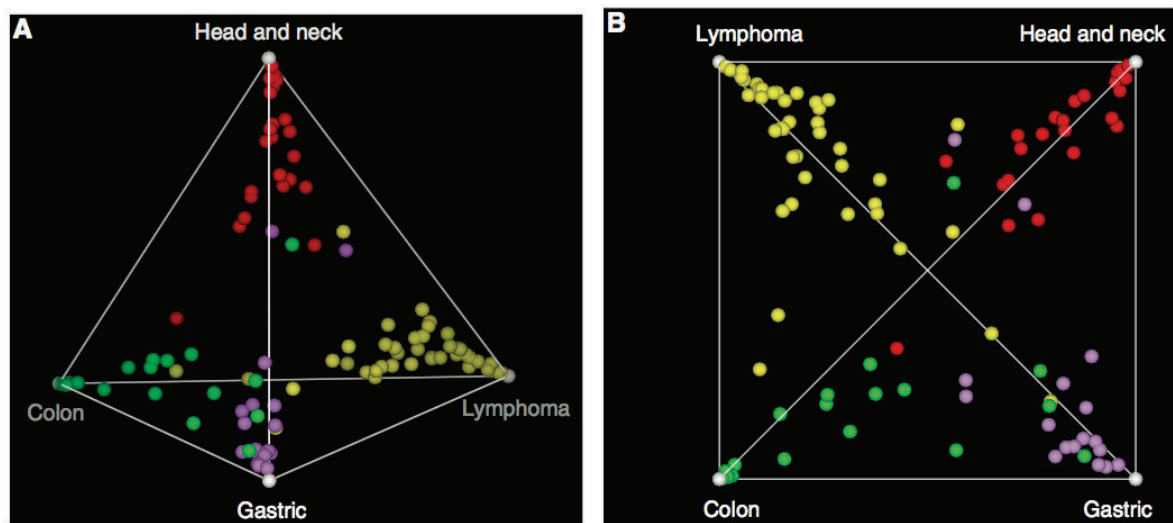 A
Head and neck
Colon
Lymphoma
Gastric
B
Lymphoma
Head and neck
Colon
Gastric